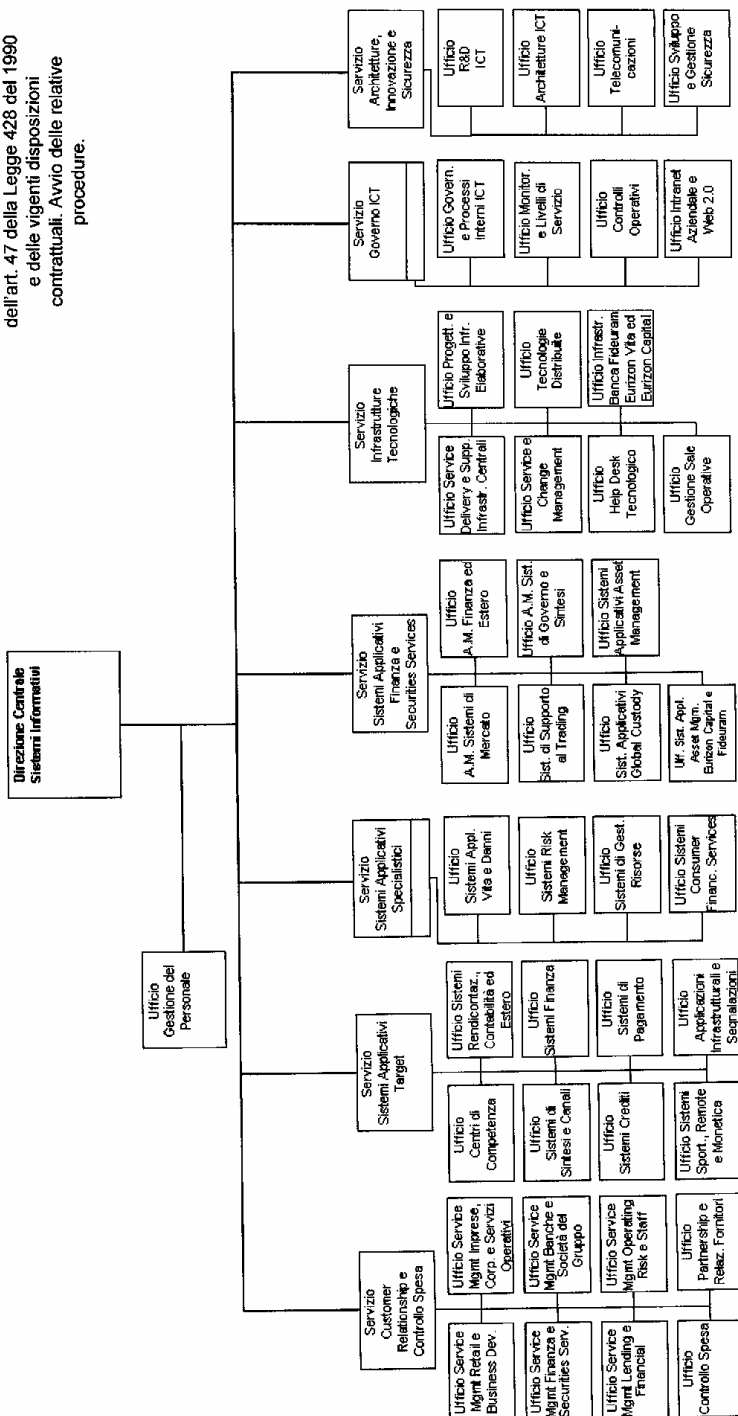 dell'art. 47 della Legge 428 del 1990
e delle vigenti disposizioni
contrattuali. Avvio delle relative
procedure.
Direzione Centrale
Sistemi Informativi
Ufficio
Gestione del
Personale
Servizio
Customer
Relationship e
Controllo Spesa
Ufficio Service
Mgmt Retail e
Business Dev.
Ufficio Service
Mgmt Imprese,
Corp. e Servizi
Operativi
Ufficio Service
Mgmt Finanza e
Securities Serv.
Ufficio Service
Mgmt Banche e
Società del
Gruppo
Ufficio Service
Mgmt Lending e
Financial
Ufficio Service
Mgmt Operating
Risk e Staff
Ufficio
Controllo Spesa
Ufficio
Partnership e
Relaz. Fornitori
Servizio
Sistemi Applicativi
Target
Ufficio
Centri di
Competenza
Ufficio Sistemi
Rendicontaz.,
Contabilità ed
Estero
Ufficio
Sistemi di
Sintesi e Canali
Ufficio
Sistemi Finanza
Ufficio
Sistemi Crediti
Ufficio
Sistemi di
Pagamento
Ufficio Sistemi
Sport., Remote
e Monetica
Ufficio
Applicazioni
Infrastrutturali e
Segnalazioni
Servizio
Sistemi Applicativi
Specialistici
Ufficio
Sistemi Appl.
Vita e Danni
Ufficio
Sistemi Risk
Management
Ufficio
Sistemi di Gest.
Risorse
Ufficio Sistemi
Consumer
Financ. Services
Servizio
Sistemi Applicativi
Finanza e
Securities Services
Ufficio
A.M. Sistemi di
Mercato
Ufficio
A.M. Finanza ed
Estero
Ufficio
Sist. di Supporto
al Trading
Ufficio A.M. Sist.
di Governo e
Sintesi
Ufficio
Sist. Applicativi
Global Custody
Ufficio Sistemi
Applicativi Asset
Management
Uff. Sist. Appl.
Asset Mgm.
Eurizon Capital e
Fideuram
Servizio
Infrastrutture
Tecnologiche
Ufficio Service
Delivery e Supp.
Infrastr. Centrali
Ufficio Progett. e
Sviluppo Infr.
Elaborative
Ufficio Service e
Change
Management
Ufficio
Tecnologie
Distribuite
Ufficio
Help Desk
Tecnologico
Ufficio Infrastr.
Banca Fideuram,
Eurizon Vita ed
Eurizon Capital
Ufficio
Gestione Sale
Operative
Servizio
Governo ICT
Ufficio Govern.
e Processi
Interni ICT
Ufficio Monitor.
e Livelli di
Servizio
Ufficio
Controlli
Operativi
Ufficio Intranet
Aziendale e
Web 2.0
Servizio
Architetture,
Innovazione e
Sicurezza
Ufficio
R&D
ICT
Ufficio
Architetture ICT
Ufficio
Telecomuni-
cazioni
Ufficio Sviluppo
e Gestione
Sicurezza